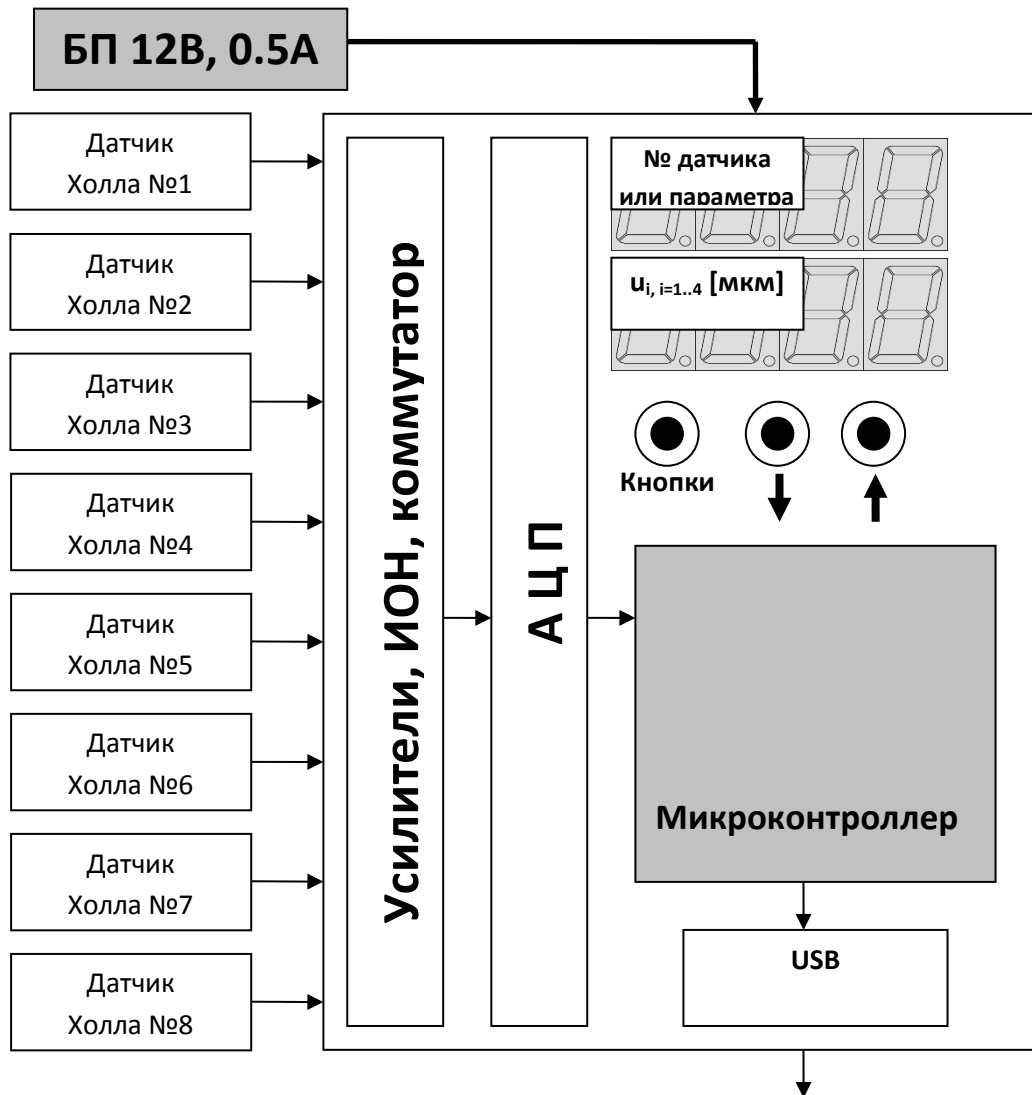 БП 12В, 0.5А
Датчик
Холла №1
Датчик
Холла №2
Датчик
Холла №3
Датчик
Холла №4
Датчик
Холла №5
Датчик
Холла №6
Датчик
Холла №7
Датчик
Холла №8
Усилители, ИОН, коммутатор
А Ц П
№ датчика
или параметра
ui, i=1..4 [мкм]
Кнопки
Микроконтроллер
USB